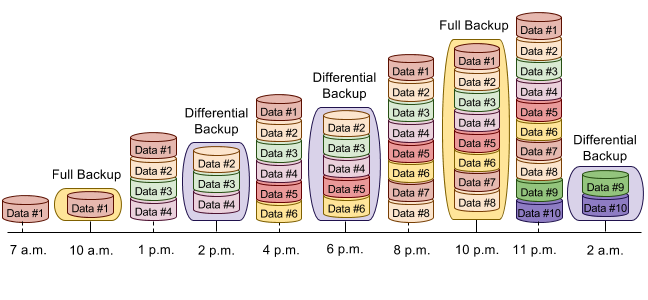 Data #1
7 a.m.
Full Backup
Data #1
10 a.m.
Data #1
Data #2
Data #3
Data #4
1 p.m.
Differential
Backup
Data #2
Data #3
Data #4
2 p.m.
Data #1
Data #2
Data #3
Data #4
Data #5
Data #6
4 p.m.
Differential
Backup
Data #2
Data #3
Data #4
Data #5
Data #6
6 p.m.
Data #1
Data #2
Data #3
Data #4
Data #5
Data #6
Data #7
Data #8
8 p.m.
Full Backup
Data #1
Data #2
Data #3
Data #4
Data #5
Data #6
Data #7
Data #8
10 p.m.
Data #1
Data #2
Data #3
Data #4
Data #5
Data #6
Data #7
Data #8
Data #9
Data #10
11 p.m.
Differential
Backup
Data #9
Data #10
2 a.m.